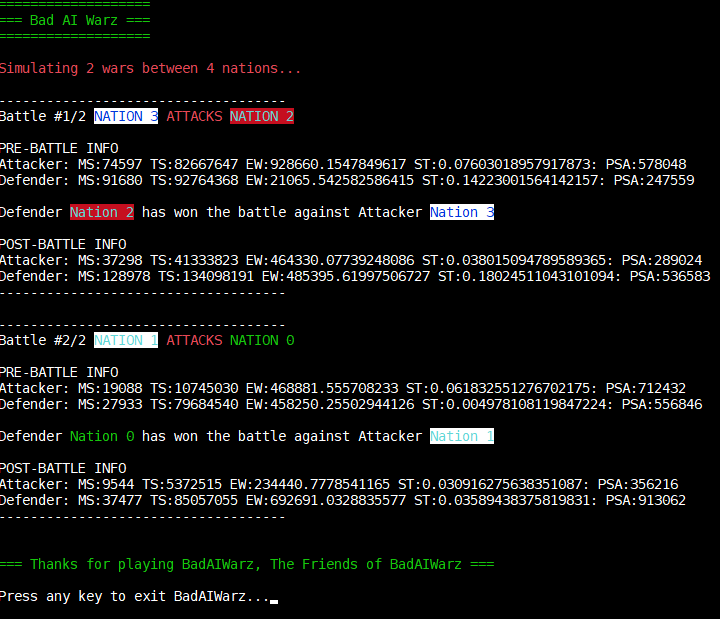 ===================
=== Bad AI Warz ===
===================
Simulating 2 wars between 4 nations...
------------------------------------
Battle #1/2 NATION 3 ATTACKS NATION 2
PRE-BATTLE INFO
Attacker: MS:74597 TS:82667647 EW:928660.1547849617 ST:0.07603018957917873: PSA:578048
Defender: MS:91680 TS:92764368 EW:21065.542582586415 ST:0.14223001564142157: PSA:247559
Defender Nation 2 has won the battle against Attacker Nation 3
POST-BATTLE INFO
Attacker: MS:37298 TS:41333823 EW:464330.07739248086 ST:0.038015094789589365: PSA:289024
Defender: MS:128978 TS:134098191 EW:485395.61997506727 ST:0.18024511043101094: PSA:536583
------------------------------------
------------------------------------
Battle #2/2 NATION 1 ATTACKS NATION 0
PRE-BATTLE INFO
Attacker: MS:19088 TS:10745030 EW:468881.555708233 ST:0.061832551276702175: PSA:712432
Defender: MS:27933 TS:79684540 EW:458250.25502944126 ST:0.004978108119847224: PSA:556846
Defender Nation 0 has won the battle against Attacker Nation 1
POST-BATTLE INFO
Attacker: MS:9544 TS:5372515 EW:234440.7778541165 ST:0.030916275638351087: PSA:356216
Defender: MS:37477 TS:85057055 EW:692691.0328835577 ST:0.03589438375819831: PSA:913062
------------------------------------
=== Thanks for playing BadAIWarz, The Friends of BadAIWarz ===
Press any key to exit BadAIWarz...